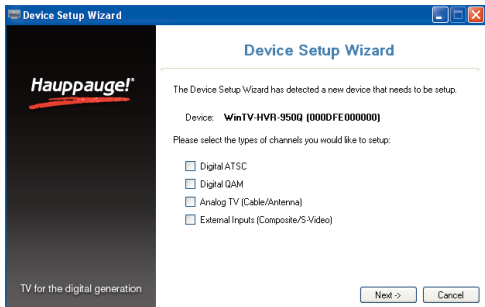 Device Setup Wizard
Device Setup Wizard
Hauppauge!
The Device Setup Wizard has detected a new device that needs to be setup.
Device: WinTV-HVR-950Q (000DFE000000)
Please select the types of channels you would like to setup:
Digital ATSC
Digital QAM
Analog TV (Cable/Antenna)
External Inputs (Composite/S-Video)
TV for the digital generation
Next ->
Cancel